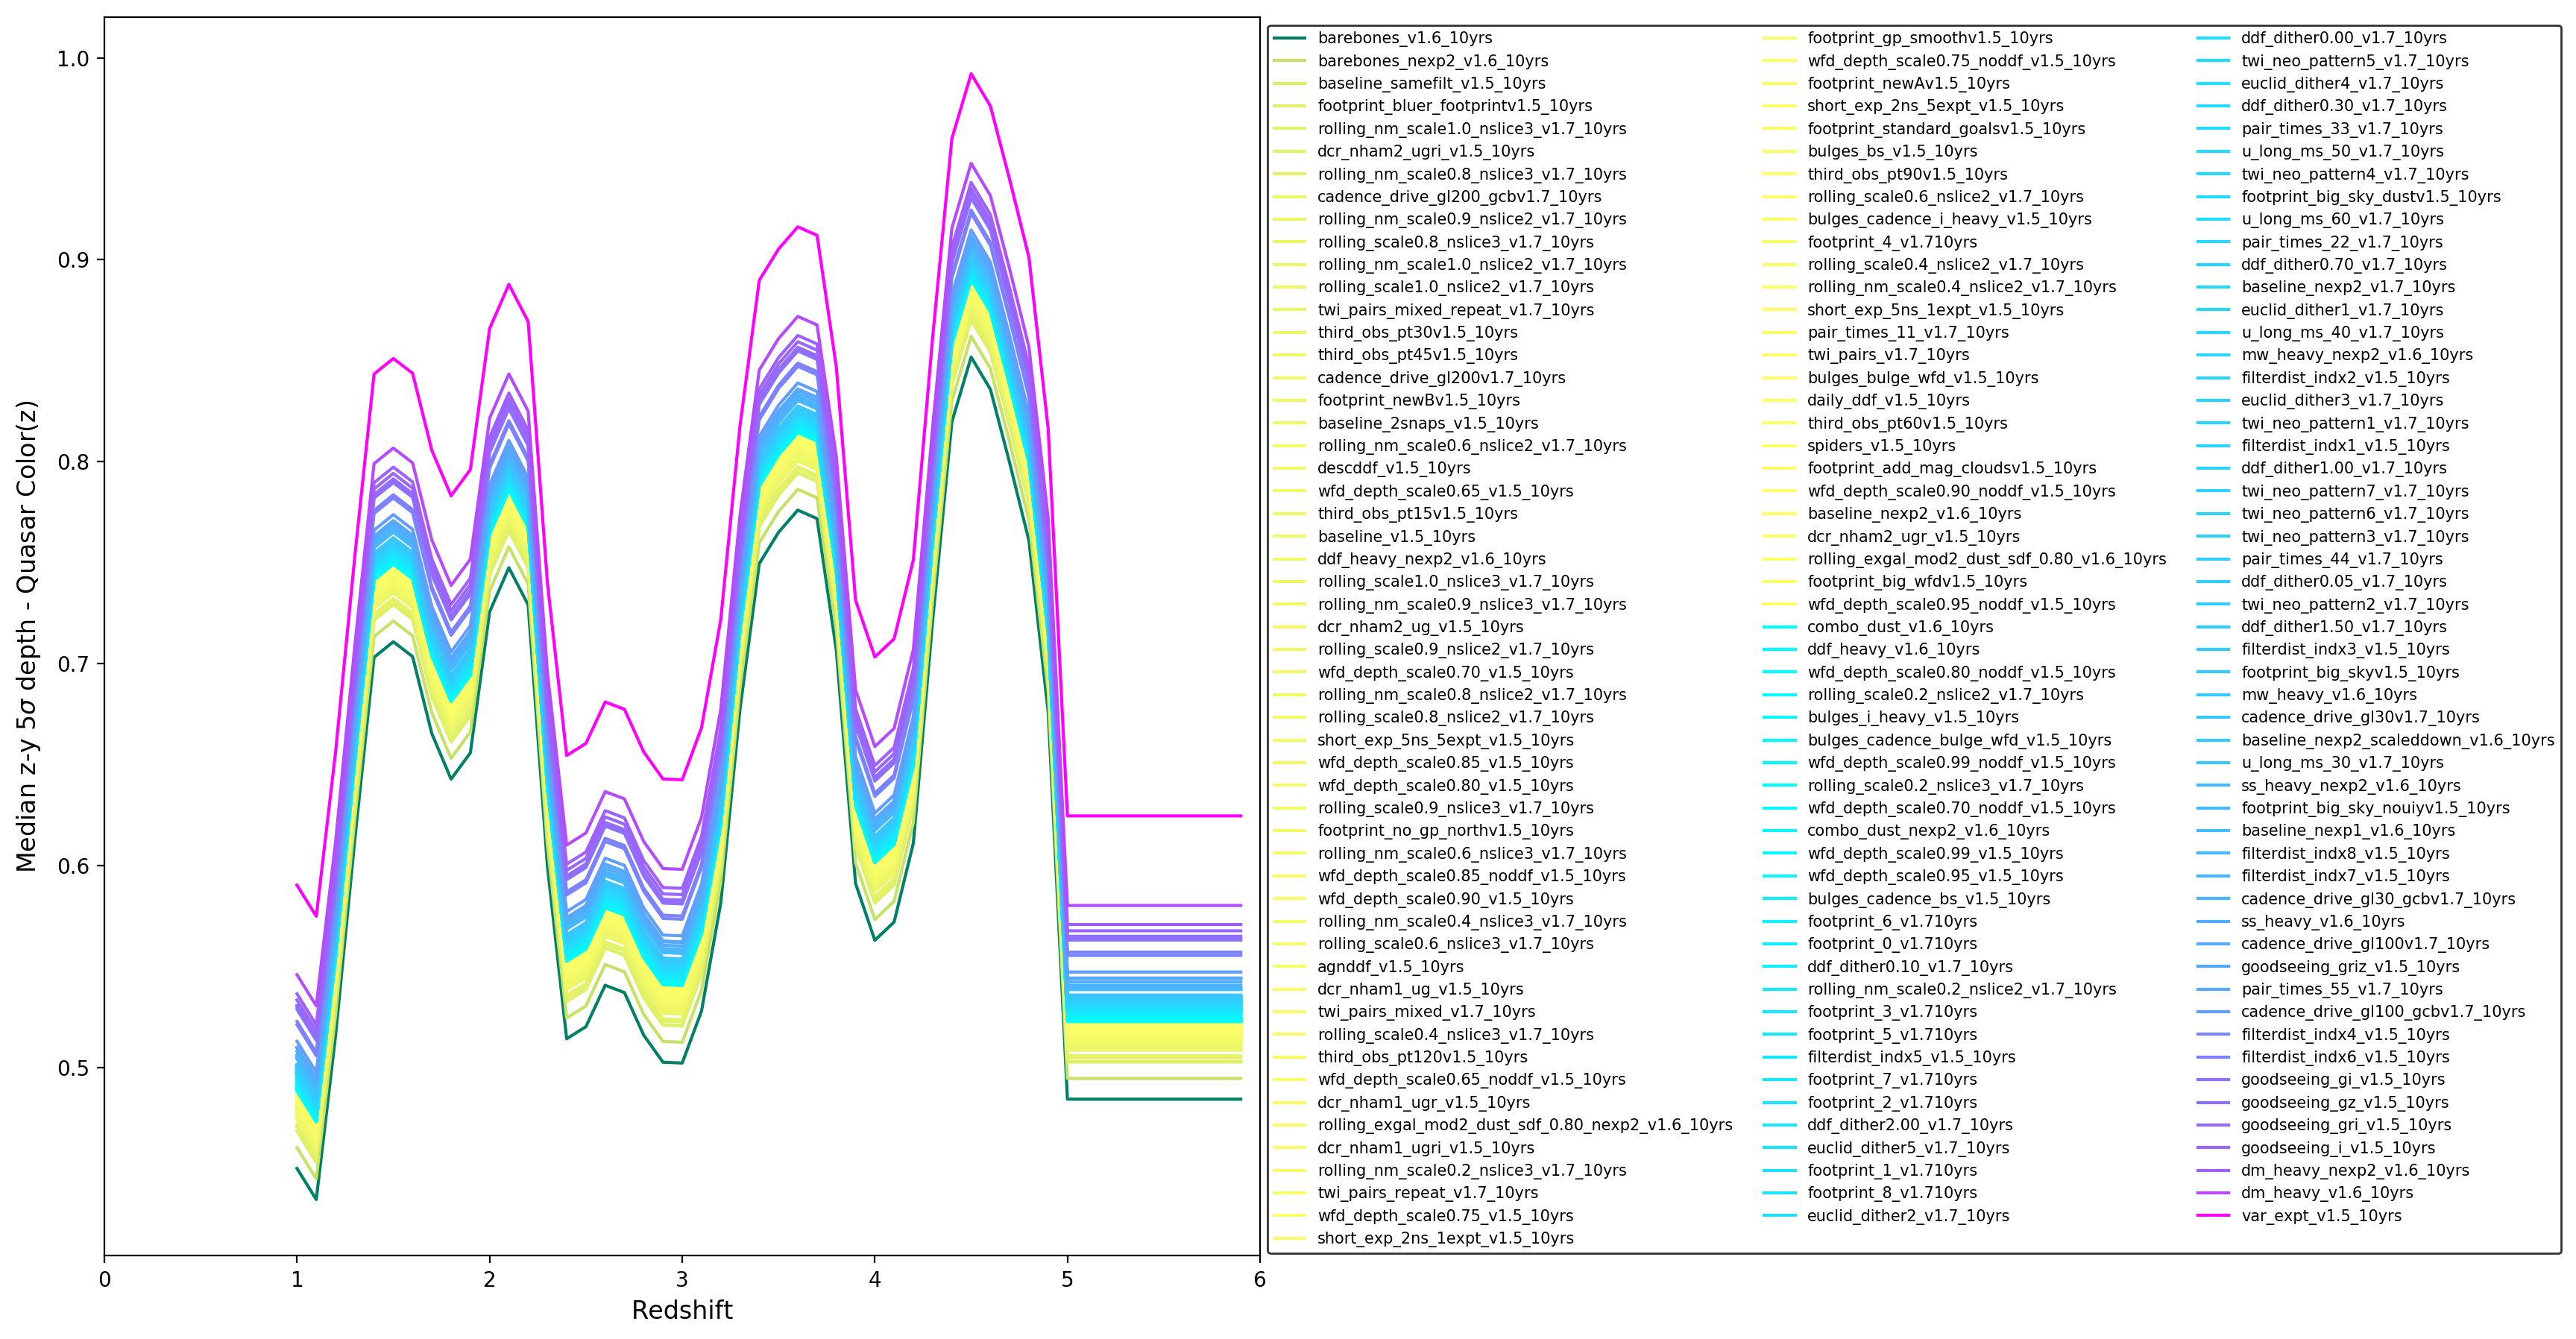 1.0
0.9
0.8
0.7
0.6
0.5
Median z-y 5σ depth - Quasar Color(z)
0 1 2 3 4 5 6
Redshift
barebones_v1.6_10yrs
barebones_nexp2_v1.6_10yrs
baseline_samefilt_v1.5_10yrs
footprint_bluer_footprintv1.5_10yrs
rolling_nm_scale1.0_nslice3_v1.7_10yrs
dcr_nham2_ugri_v1.5_10yrs
rolling_nm_scale0.8_nslice3_v1.7_10yrs
cadence_drive_gl200_gcbv1.7_10yrs
rolling_nm_scale0.9_nslice2_v1.7_10yrs
rolling_scale0.8_nslice3_v1.7_10yrs
rolling_nm_scale1.0_nslice2_v1.7_10yrs
rolling_scale1.0_nslice2_v1.7_10yrs
twi_pairs_mixed_repeat_v1.7_10yrs
third_obs_pt30v1.5_10yrs
third_obs_pt45v1.5_10yrs
cadence_drive_gl200v1.7_10yrs
footprint_newBv1.5_10yrs
baseline_2snaps_v1.5_10yrs
rolling_nm_scale0.6_nslice2_v1.7_10yrs
descddf_v1.5_10yrs
wfd_depth_scale0.65_v1.5_10yrs
third_obs_pt15v1.5_10yrs
baseline_v1.5_10yrs
ddf_heavy_nexp2_v1.6_10yrs
rolling_scale1.0_nslice3_v1.7_10yrs
rolling_nm_scale0.9_nslice3_v1.7_10yrs
dcr_nham2_ug_v1.5_10yrs
rolling_scale0.9_nslice2_v1.7_10yrs
wfd_depth_scale0.70_v1.5_10yrs
rolling_nm_scale0.8_nslice2_v1.7_10yrs
rolling_scale0.8_nslice2_v1.7_10yrs
short_exp_5ns_5expt_v1.5_10yrs
wfd_depth_scale0.85_v1.5_10yrs
wfd_depth_scale0.80_v1.5_10yrs
rolling_scale0.9_nslice3_v1.7_10yrs
footprint_no_gp_northv1.5_10yrs
rolling_nm_scale0.6_nslice3_v1.7_10yrs
wfd_depth_scale0.85_noddf_v1.5_10yrs
wfd_depth_scale0.90_v1.5_10yrs
rolling_nm_scale0.4_nslice3_v1.7_10yrs
rolling_scale0.6_nslice3_v1.7_10yrs
agnddf_v1.5_10yrs
dcr_nham1_ug_v1.5_10yrs
twi_pairs_mixed_v1.7_10yrs
rolling_scale0.4_nslice3_v1.7_10yrs
third_obs_pt120v1.5_10yrs
wfd_depth_scale0.65_noddf_v1.5_10yrs
dcr_nham1_ugr_v1.5_10yrs
rolling_exgal_mod2_dust_sdf_0.80_nexp2_v1.6_10yrs
dcr_nham1_ugri_v1.5_10yrs
rolling_nm_scale0.2_nslice3_v1.7_10yrs
twi_pairs_repeat_v1.7_10yrs
wfd_depth_scale0.75_v1.5_10yrs
short_exp_2ns_1expt_v1.5_10yrs
footprint_gp_smoothv1.5_10yrs
wfd_depth_scale0.75_noddf_v1.5_10yrs
footprint_newAv1.5_10yrs
short_exp_2ns_5expt_v1.5_10yrs
footprint_standard_goalsv1.5_10yrs
bulges_bs_v1.5_10yrs
third_obs_pt90v1.5_10yrs
rolling_scale0.6_nslice2_v1.7_10yrs
bulges_cadence_i_heavy_v1.5_10yrs
footprint_4_v1.710yrs
rolling_scale0.4_nslice2_v1.7_10yrs
rolling_nm_scale0.4_nslice2_v1.7_10yrs
short_exp_5ns_1expt_v1.5_10yrs
pair_times_11_v1.7_10yrs
twi_pairs_v1.7_10yrs
bulges_bulge_wfd_v1.5_10yrs
daily_ddf_v1.5_10yrs
third_obs_pt60v1.5_10yrs
spiders_v1.5_10yrs
footprint_add_mag_cloudsv1.5_10yrs
wfd_depth_scale0.90_noddf_v1.5_10yrs
baseline_nexp2_v1.6_10yrs
dcr_nham2_ugr_v1.5_10yrs
rolling_exgal_mod2_dust_sdf_0.80_v1.6_10yrs
footprint_big_wfdv1.5_10yrs
wfd_depth_scale0.95_noddf_v1.5_10yrs
combo_dust_v1.6_10yrs
ddf_heavy_v1.6_10yrs
wfd_depth_scale0.80_noddf_v1.5_10yrs
rolling_scale0.2_nslice2_v1.7_10yrs
bulges_i_heavy_v1.5_10yrs
bulges_cadence_bulge_wfd_v1.5_10yrs
wfd_depth_scale0.99_noddf_v1.5_10yrs
rolling_scale0.2_nslice3_v1.7_10yrs
wfd_depth_scale0.70_noddf_v1.5_10yrs
combo_dust_nexp2_v1.6_10yrs
wfd_depth_scale0.99_v1.5_10yrs
wfd_depth_scale0.95_v1.5_10yrs
bulges_cadence_bs_v1.5_10yrs
footprint_6_v1.710yrs
footprint_0_v1.710yrs
ddf_dither0.10_v1.7_10yrs
rolling_nm_scale0.2_nslice2_v1.7_10yrs
footprint_3_v1.710yrs
footprint_5_v1.710yrs
filterdist_indx5_v1.5_10yrs
footprint_7_v1.710yrs
footprint_2_v1.710yrs
ddf_dither2.00_v1.7_10yrs
euclid_dither5_v1.7_10yrs
footprint_1_v1.710yrs
footprint_8_v1.710yrs
euclid_dither2_v1.7_10yrs
ddf_dither0.00_v1.7_10yrs
twi_neo_pattern5_v1.7_10yrs
euclid_dither4_v1.7_10yrs
ddf_dither0.30_v1.7_10yrs
pair_times_33_v1.7_10yrs
u_long_ms_50_v1.7_10yrs
twi_neo_pattern4_v1.7_10yrs
footprint_big_sky_dustv1.5_10yrs
u_long_ms_60_v1.7_10yrs
pair_times_22_v1.7_10yrs
ddf_dither0.70_v1.7_10yrs
baseline_nexp2_v1.7_10yrs
euclid_dither1_v1.7_10yrs
u_long_ms_40_v1.7_10yrs
mw_heavy_nexp2_v1.6_10yrs
filterdist_indx2_v1.5_10yrs
euclid_dither3_v1.7_10yrs
twi_neo_pattern1_v1.7_10yrs
filterdist_indx1_v1.5_10yrs
ddf_dither1.00_v1.7_10yrs
twi_neo_pattern7_v1.7_10yrs
twi_neo_pattern6_v1.7_10yrs
twi_neo_pattern3_v1.7_10yrs
pair_times_44_v1.7_10yrs
ddf_dither0.05_v1.7_10yrs
twi_neo_pattern2_v1.7_10yrs
ddf_dither1.50_v1.7_10yrs
filterdist_indx3_v1.5_10yrs
footprint_big_skyv1.5_10yrs
mw_heavy_v1.6_10yrs
cadence_drive_gl30v1.7_10yrs
baseline_nexp2_scaleddown_v1.6_10yrs
u_long_ms_30_v1.7_10yrs
ss_heavy_nexp2_v1.6_10yrs
footprint_big_sky_nouiyv1.5_10yrs
baseline_nexp1_v1.6_10yrs
filterdist_indx8_v1.5_10yrs
filterdist_indx7_v1.5_10yrs
cadence_drive_gl30_gcbv1.7_10yrs
ss_heavy_v1.6_10yrs
cadence_drive_gl100v1.7_10yrs
goodseeing_griz_v1.5_10yrs
pair_times_55_v1.7_10yrs
cadence_drive_gl100_gcbv1.7_10yrs
filterdist_indx4_v1.5_10yrs
filterdist_indx6_v1.5_10yrs
goodseeing_gi_v1.5_10yrs
goodseeing_gz_v1.5_10yrs
goodseeing_gri_v1.5_10yrs
goodseeing_i_v1.5_10yrs
dm_heavy_nexp2_v1.6_10yrs
dm_heavy_v1.6_10yrs
var_expt_v1.5_10yrs